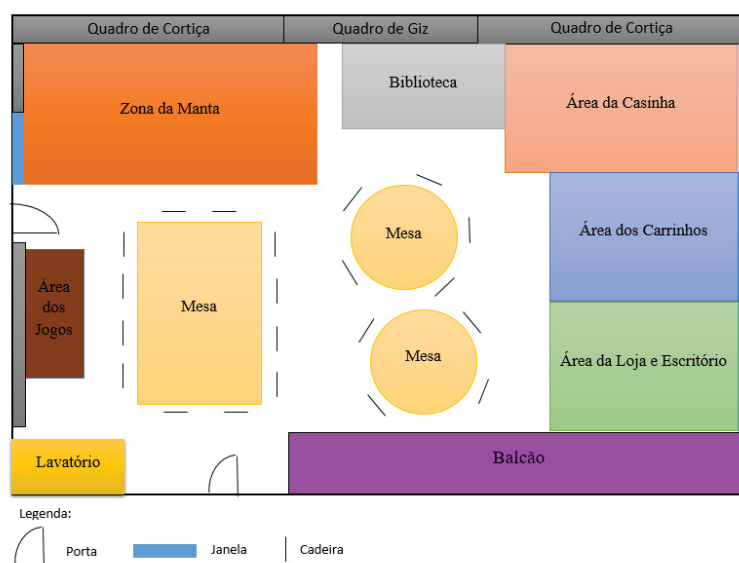 Quadro de Cortiça
Quadro de Giz
Quadro de Cortiça
Zona da Manta
Biblioteca
Área da Casinha
Mesa
Área dos Carrinhos
Área
dos
Jogos
Mesa
Mesa
Área da Loja e Escritório
Lavatório
Balcão
Legenda:
Porta
Janela
Cadeira